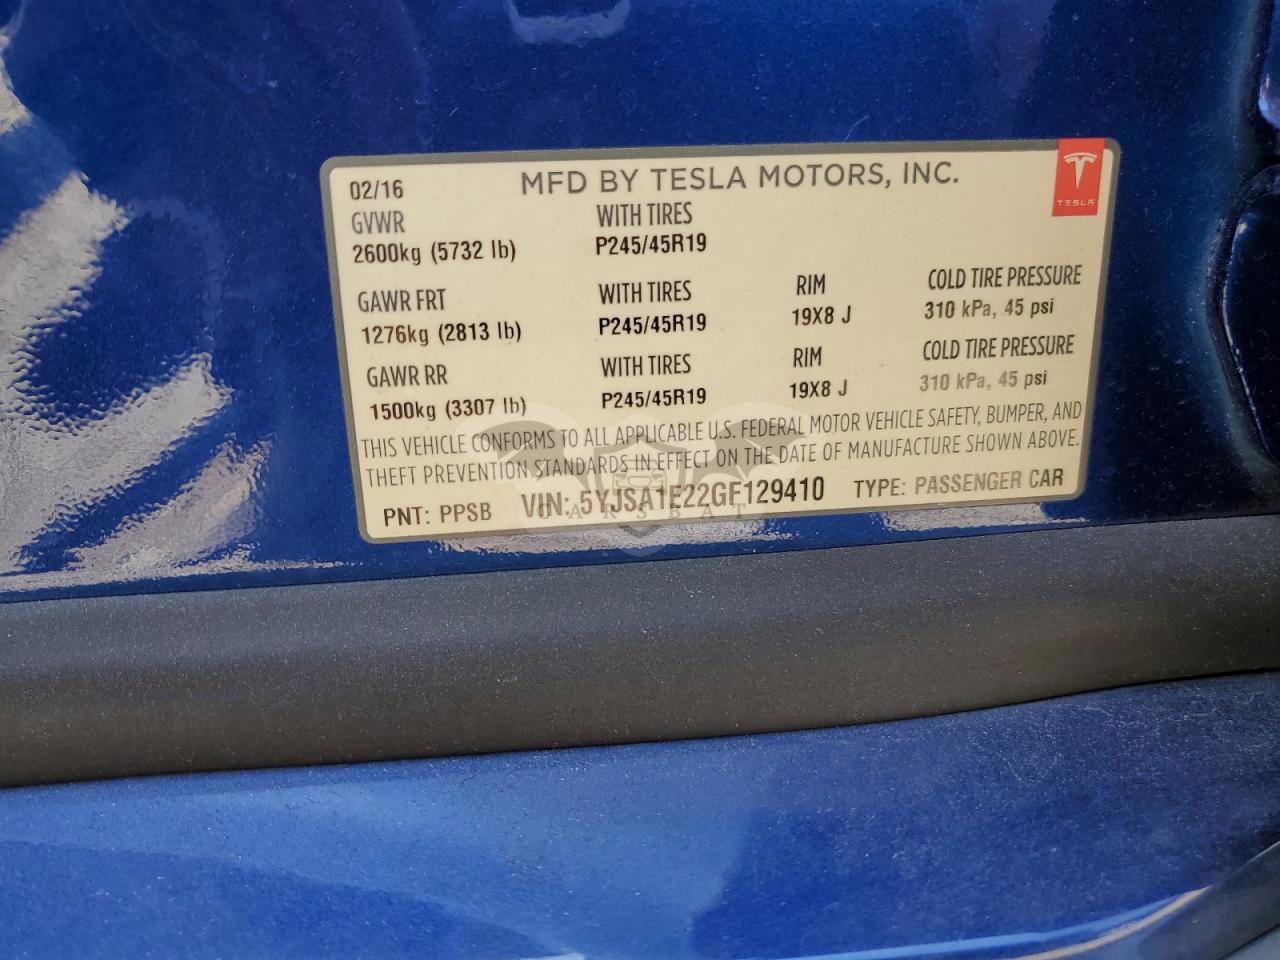 02/16 MFD BY TESLA MOTORS, INC.
TESLA
GVWR WITH TIRES
2600kg (5732 lb) P245/45R19
GAWR FRT WITH TIRES RIM COLD TIRE PRESSURE
1276kg (2813 lb) P245/45R19 19X8 J 310 kPa, 45 psi
GAWR RR WITH TIRES RIM COLD TIRE PRESSURE
1500kg (3307 lb) P245/45R19 19X8 J 310 kPa, 45 psi
THIS VEHICLE CONFORMS TO ALL APPLICABLE U.S. FEDERAL MOTOR VEHICLE SAFETY, BUMPER, AND
THEFT PREVENTION STANDARDS IN EFFECT ON THE DATE OF MANUFACTURE SHOWN ABOVE.
PNT: PPSB VIN: 5YJSA1E22GF129410 TYPE: PASSENGER CAR
CARSBAT